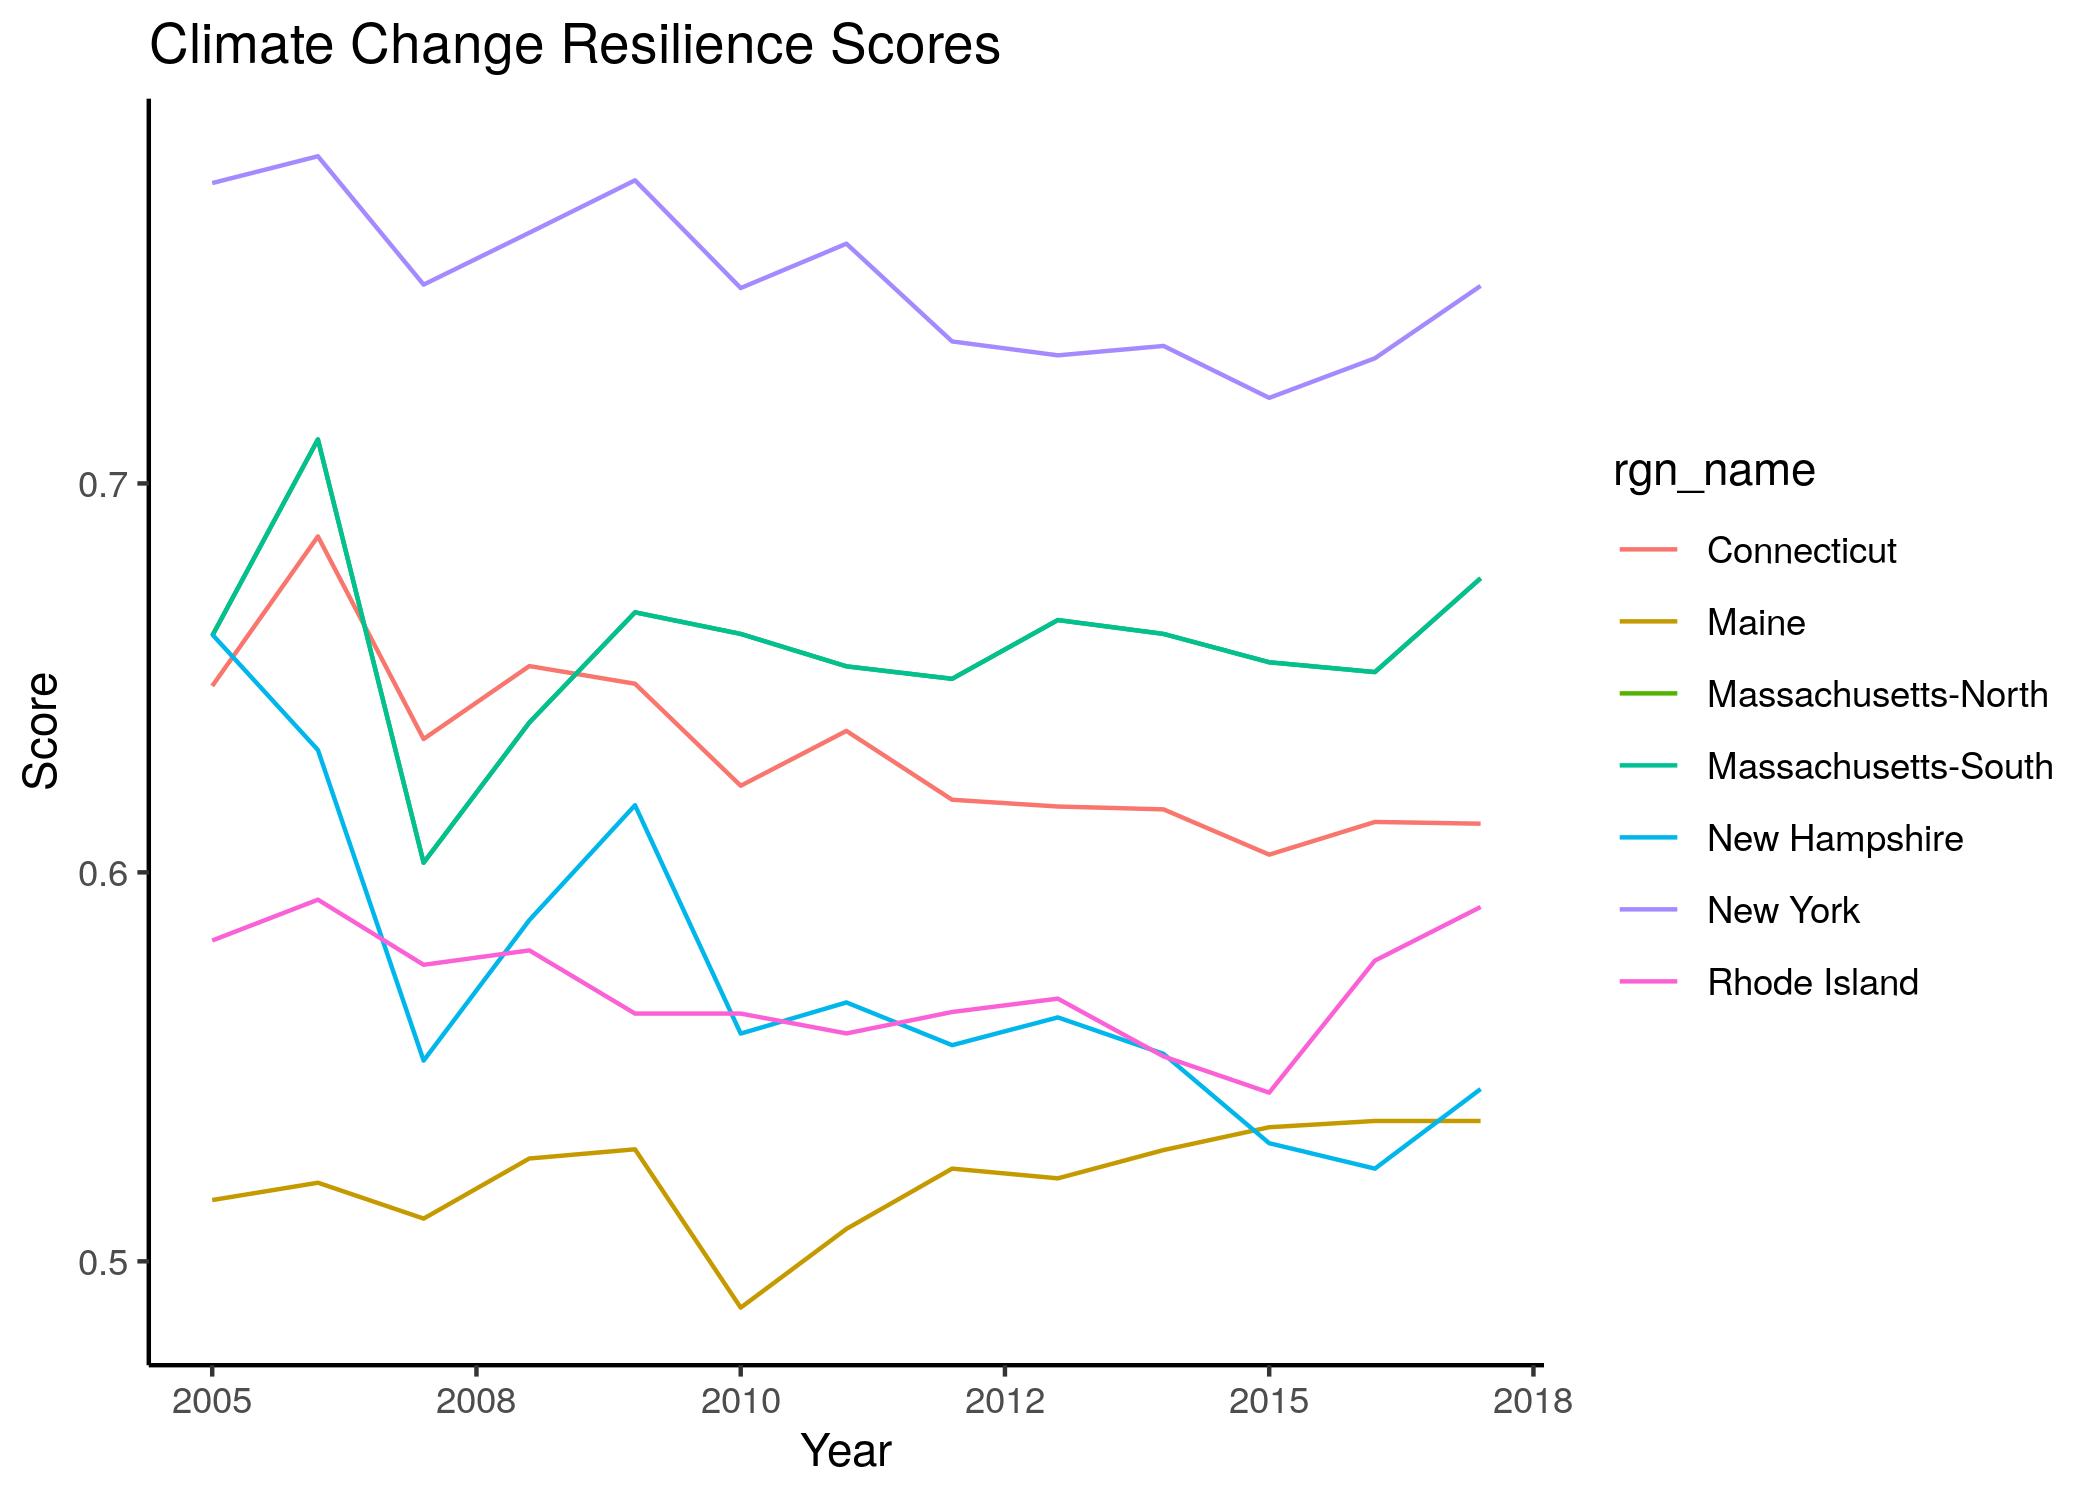 Climate Change Resilience Scores
Score
0.7
0.6
0.5
2005 2008 2010 2012 2015 2018
Year
rgn_name
Connecticut
Maine
Massachusetts-North
Massachusetts-South
New Hampshire
New York
Rhode Island